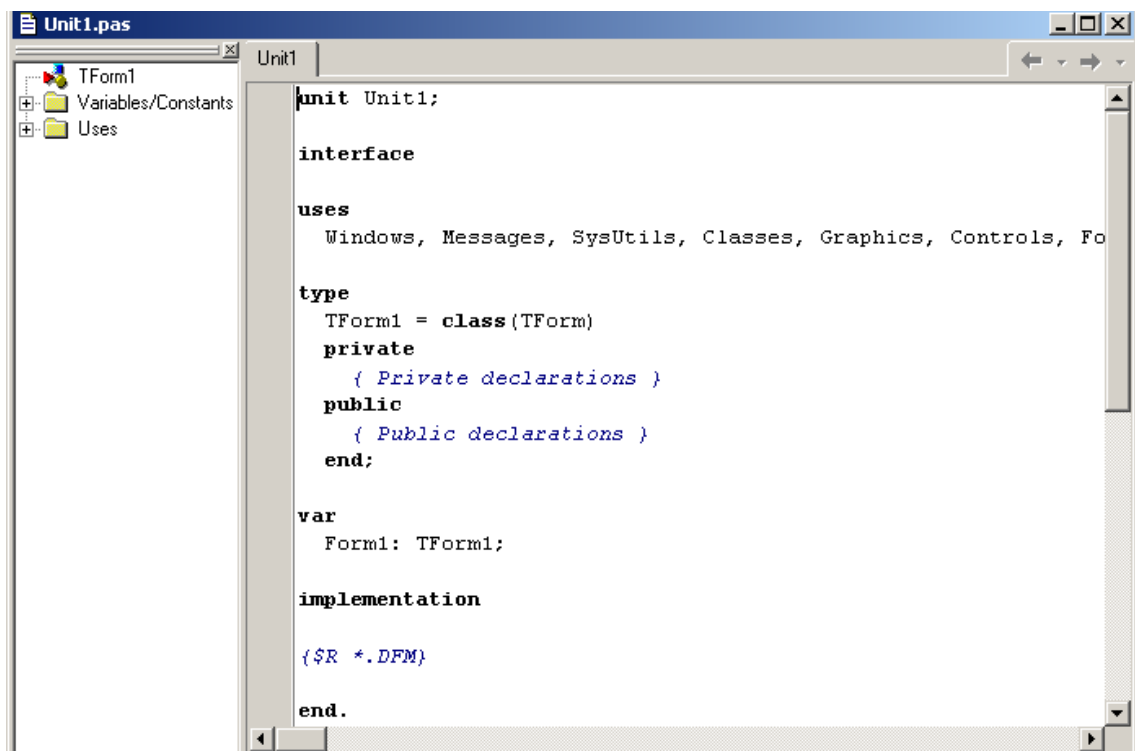 Unit1.pas
TForm1
Variables/Constants
Uses
Unit1
unit Unit1;
interface
uses
Windows, Messages, SysUtils, Classes, Graphics, Controls, Fo
type
TForm1 = class(TForm)
private
{ Private declarations }
public
{ Public declarations }
end;
var
Form1: TForm1;
implementation
{$R *.DFM}
end.